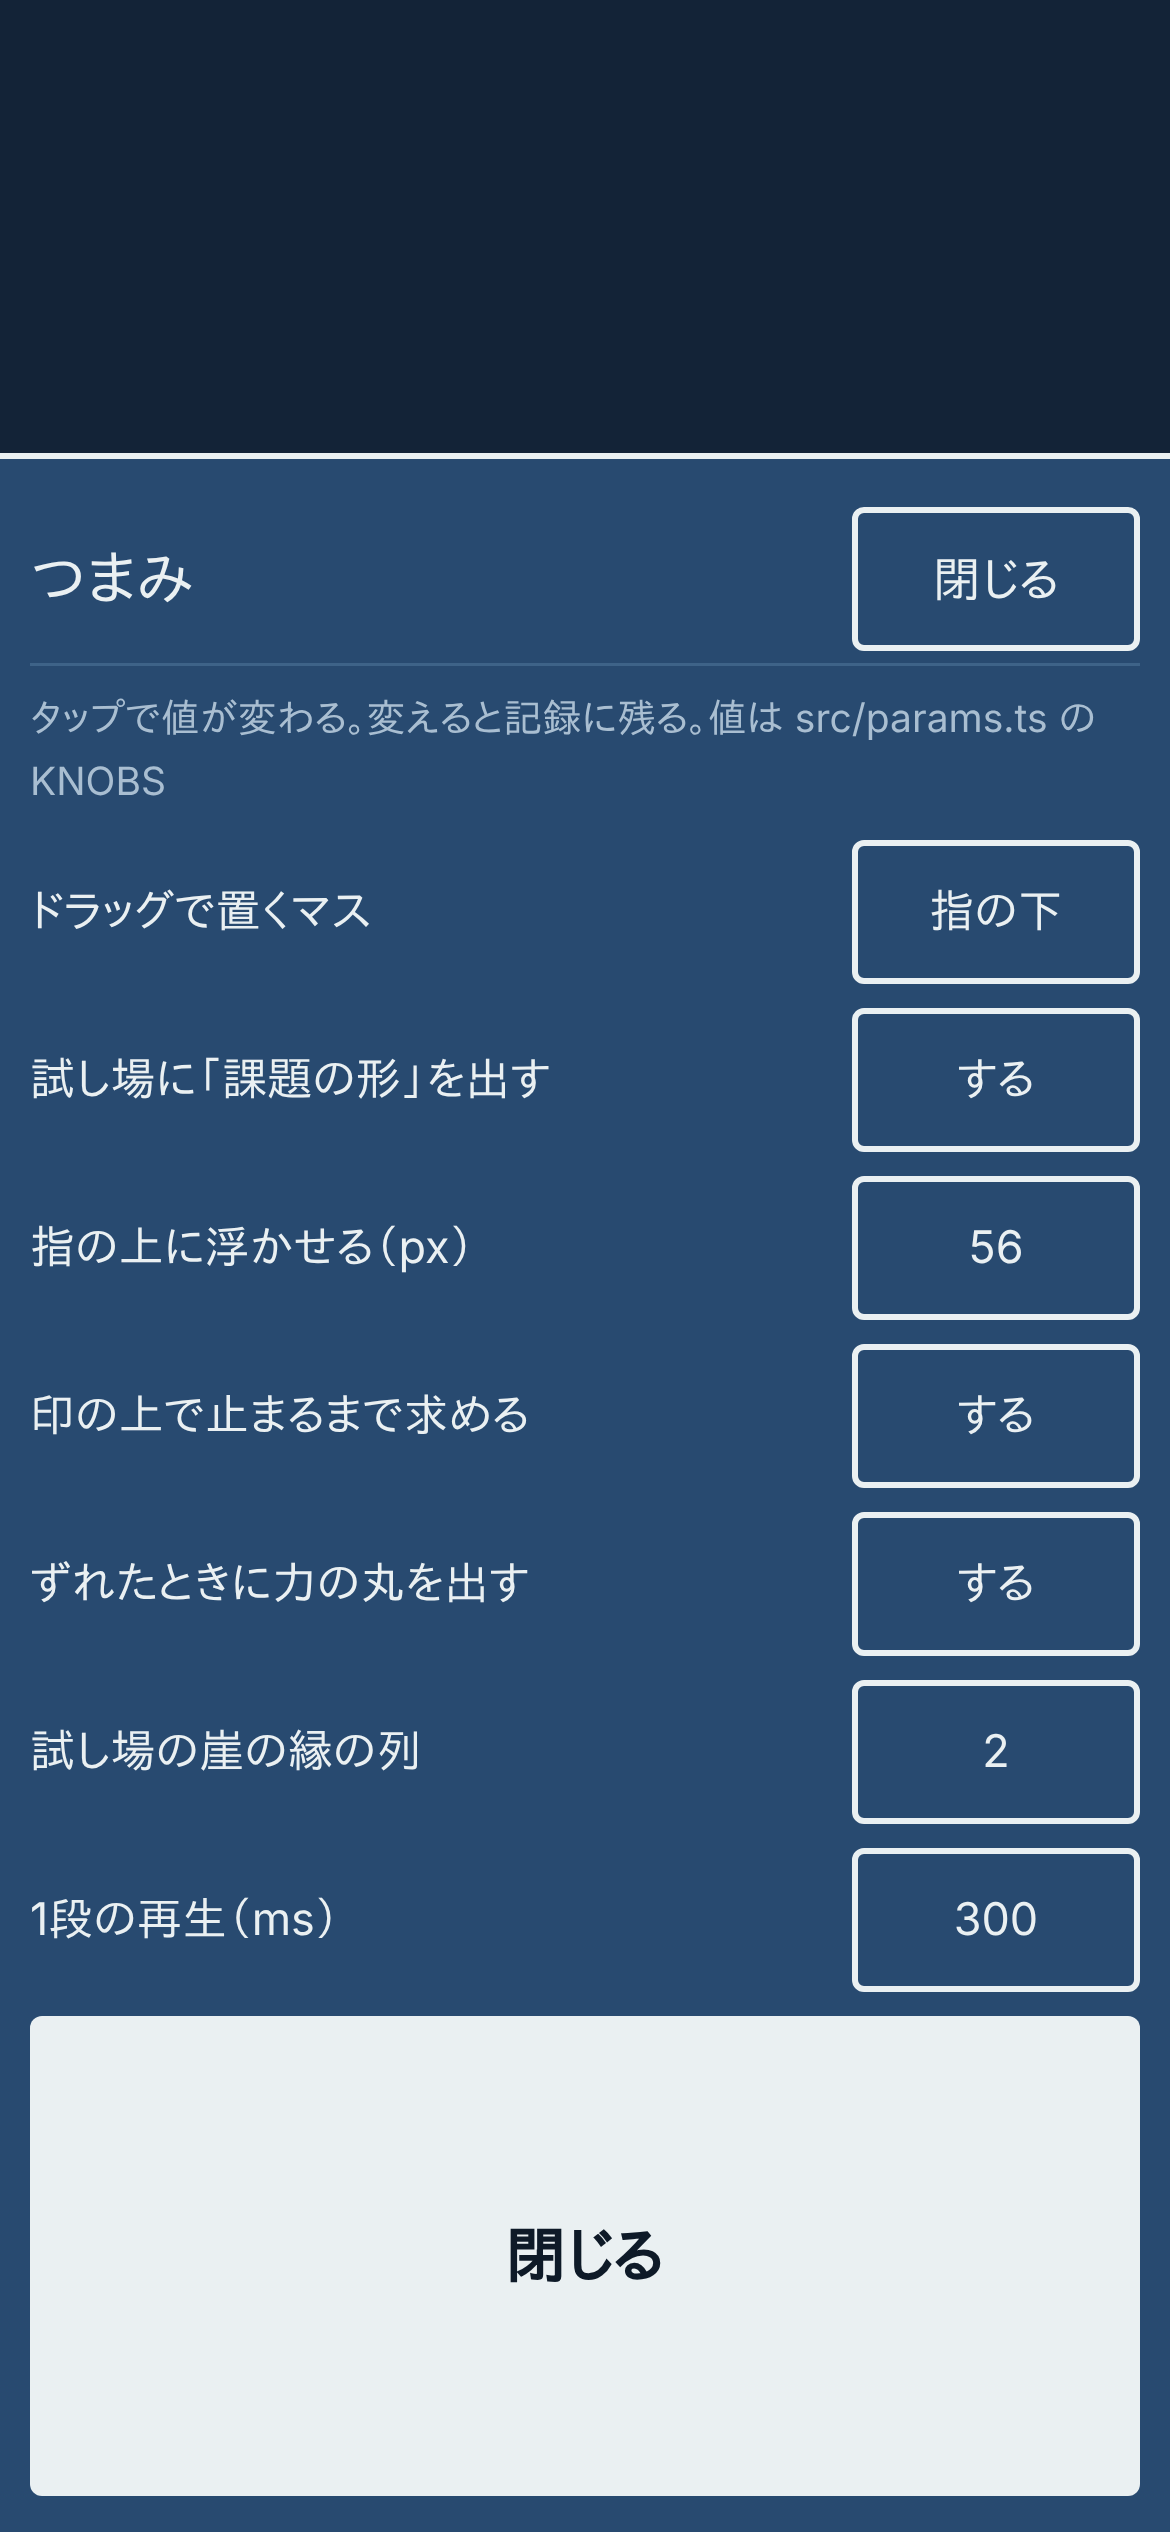 つまみ
閉じる
タップで値が変わる。変えると記録に残る。値は src/params.ts の
KNOBS
ドラッグで置くマス
指の下
試し場に「課題の形」を出す
する
指の上に浮かせる（px）
56
印の上で止まるまで求める
する
ずれたときに力の丸を出す
する
試し場の崖の縁の列
2
1段の再生（ms）
300
閉じる